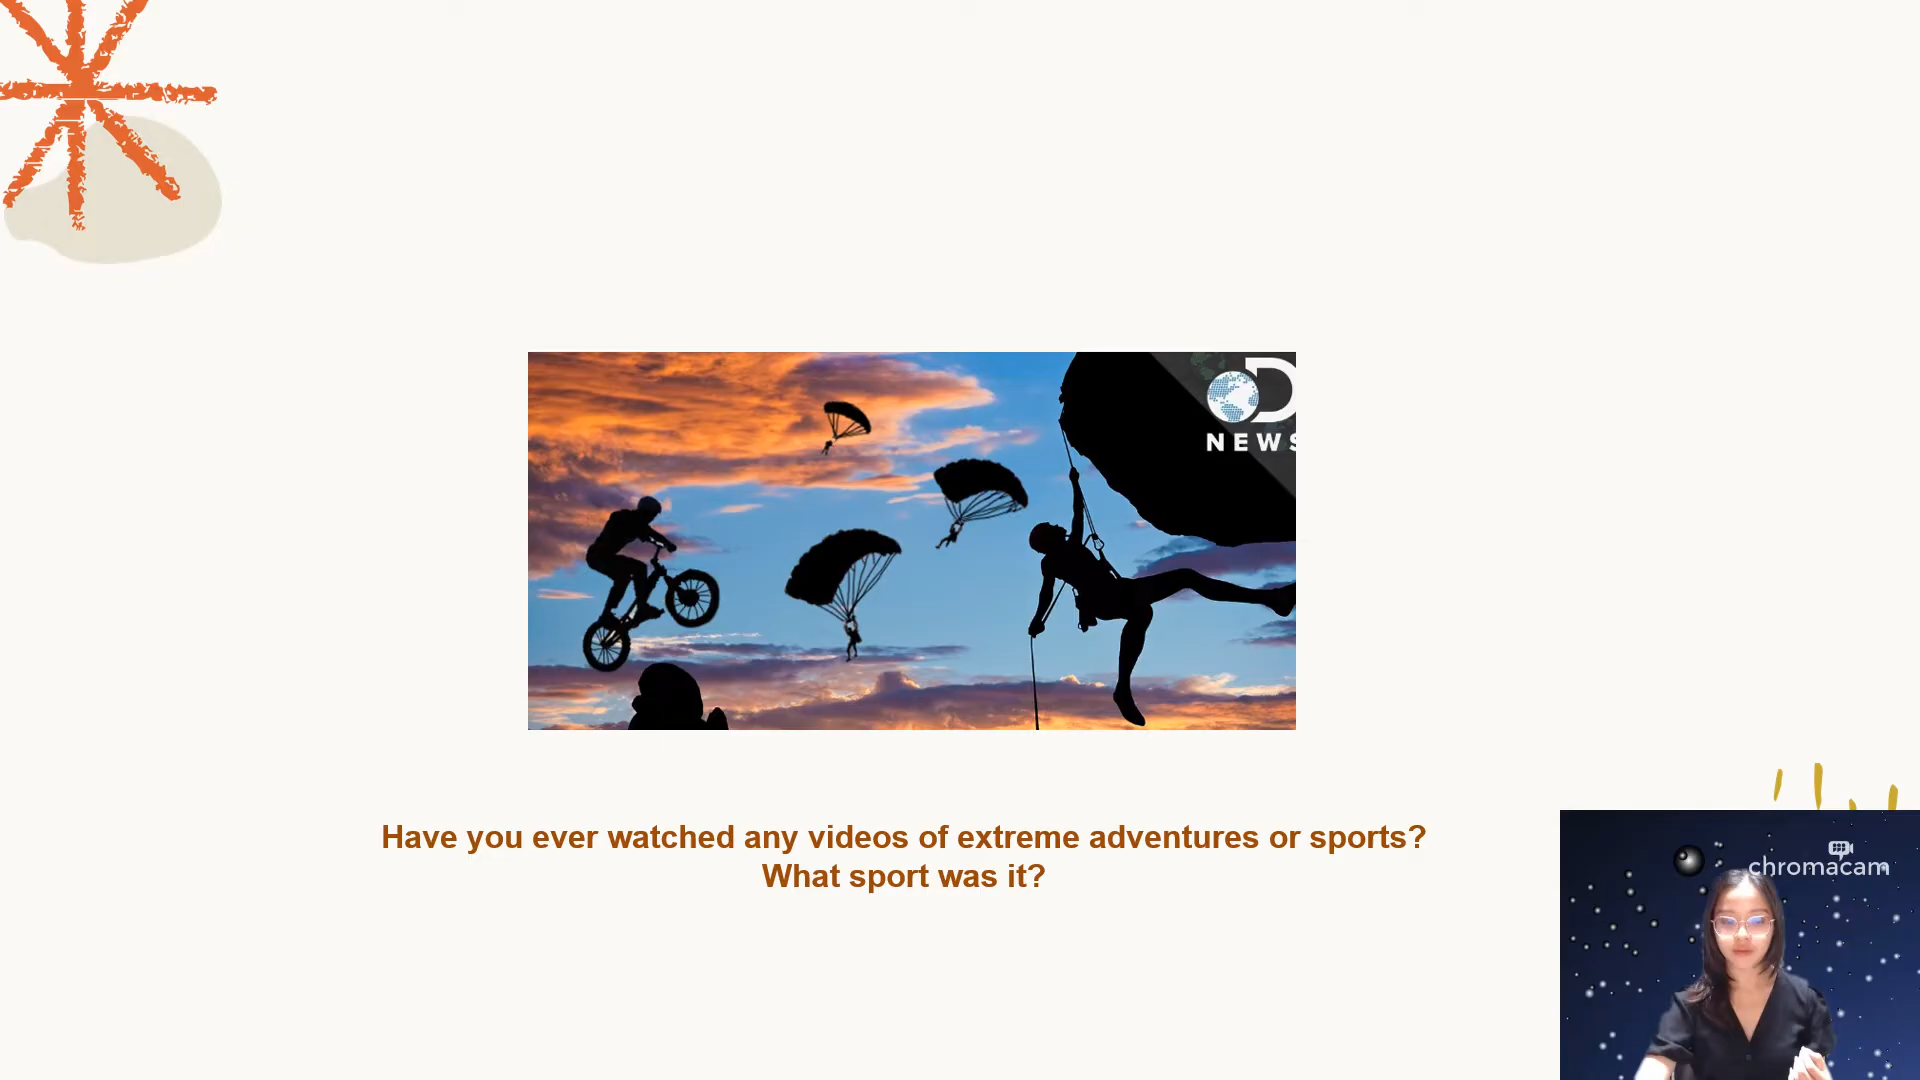 NEWS
Have you ever watched any videos of extreme adventures or sports?
What sport was it?
chromacam